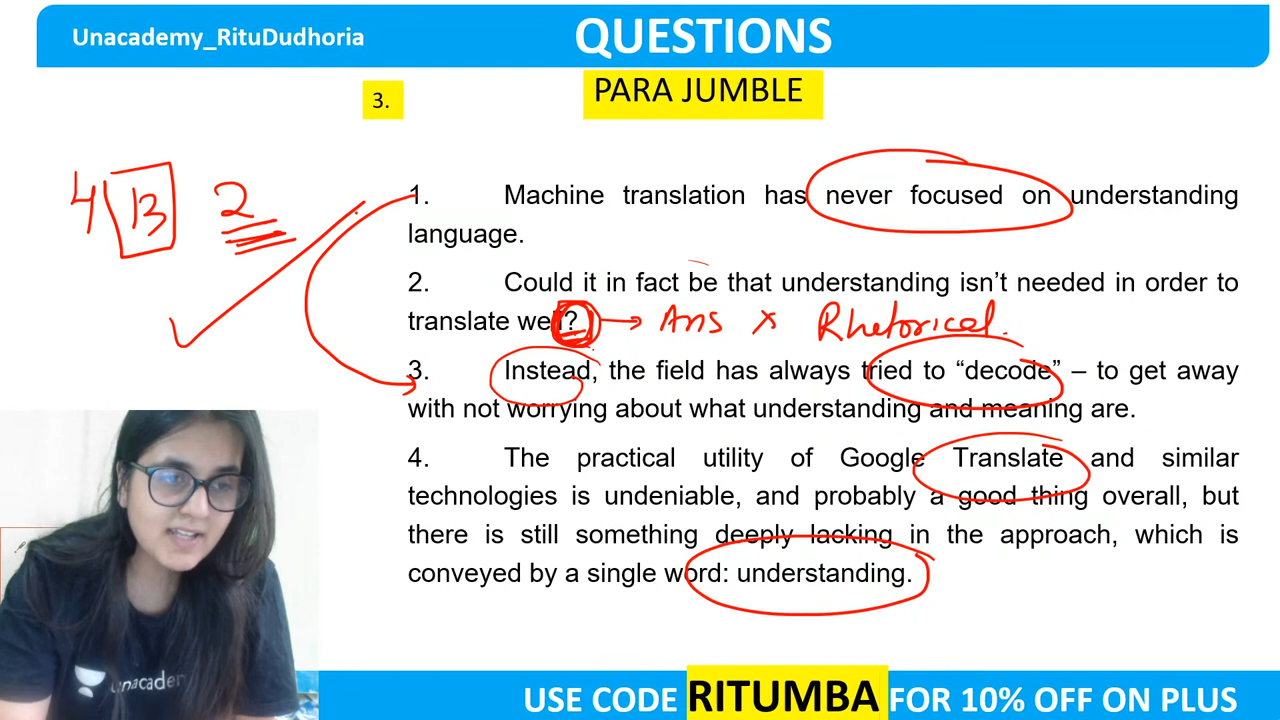 Unacademy_RituDudhoria
QUESTIONS
PARA JUMBLE
3.
4 13 2
1. Machine translation has never focused on understanding
language.
2. Could it in fact be that understanding isn’t needed in order to
translate well?
Ans x Rhetorical.
3. Instead, the field has always tried to “decode” – to get away
with not worrying about what understanding and meaning are.
4. The practical utility of Google Translate and similar
technologies is undeniable, and probably a good thing overall, but
there is still something deeply lacking in the approach, which is
conveyed by a single word: understanding.
unacademy
USE CODE RITUMBA FOR 10% OFF ON PLUS